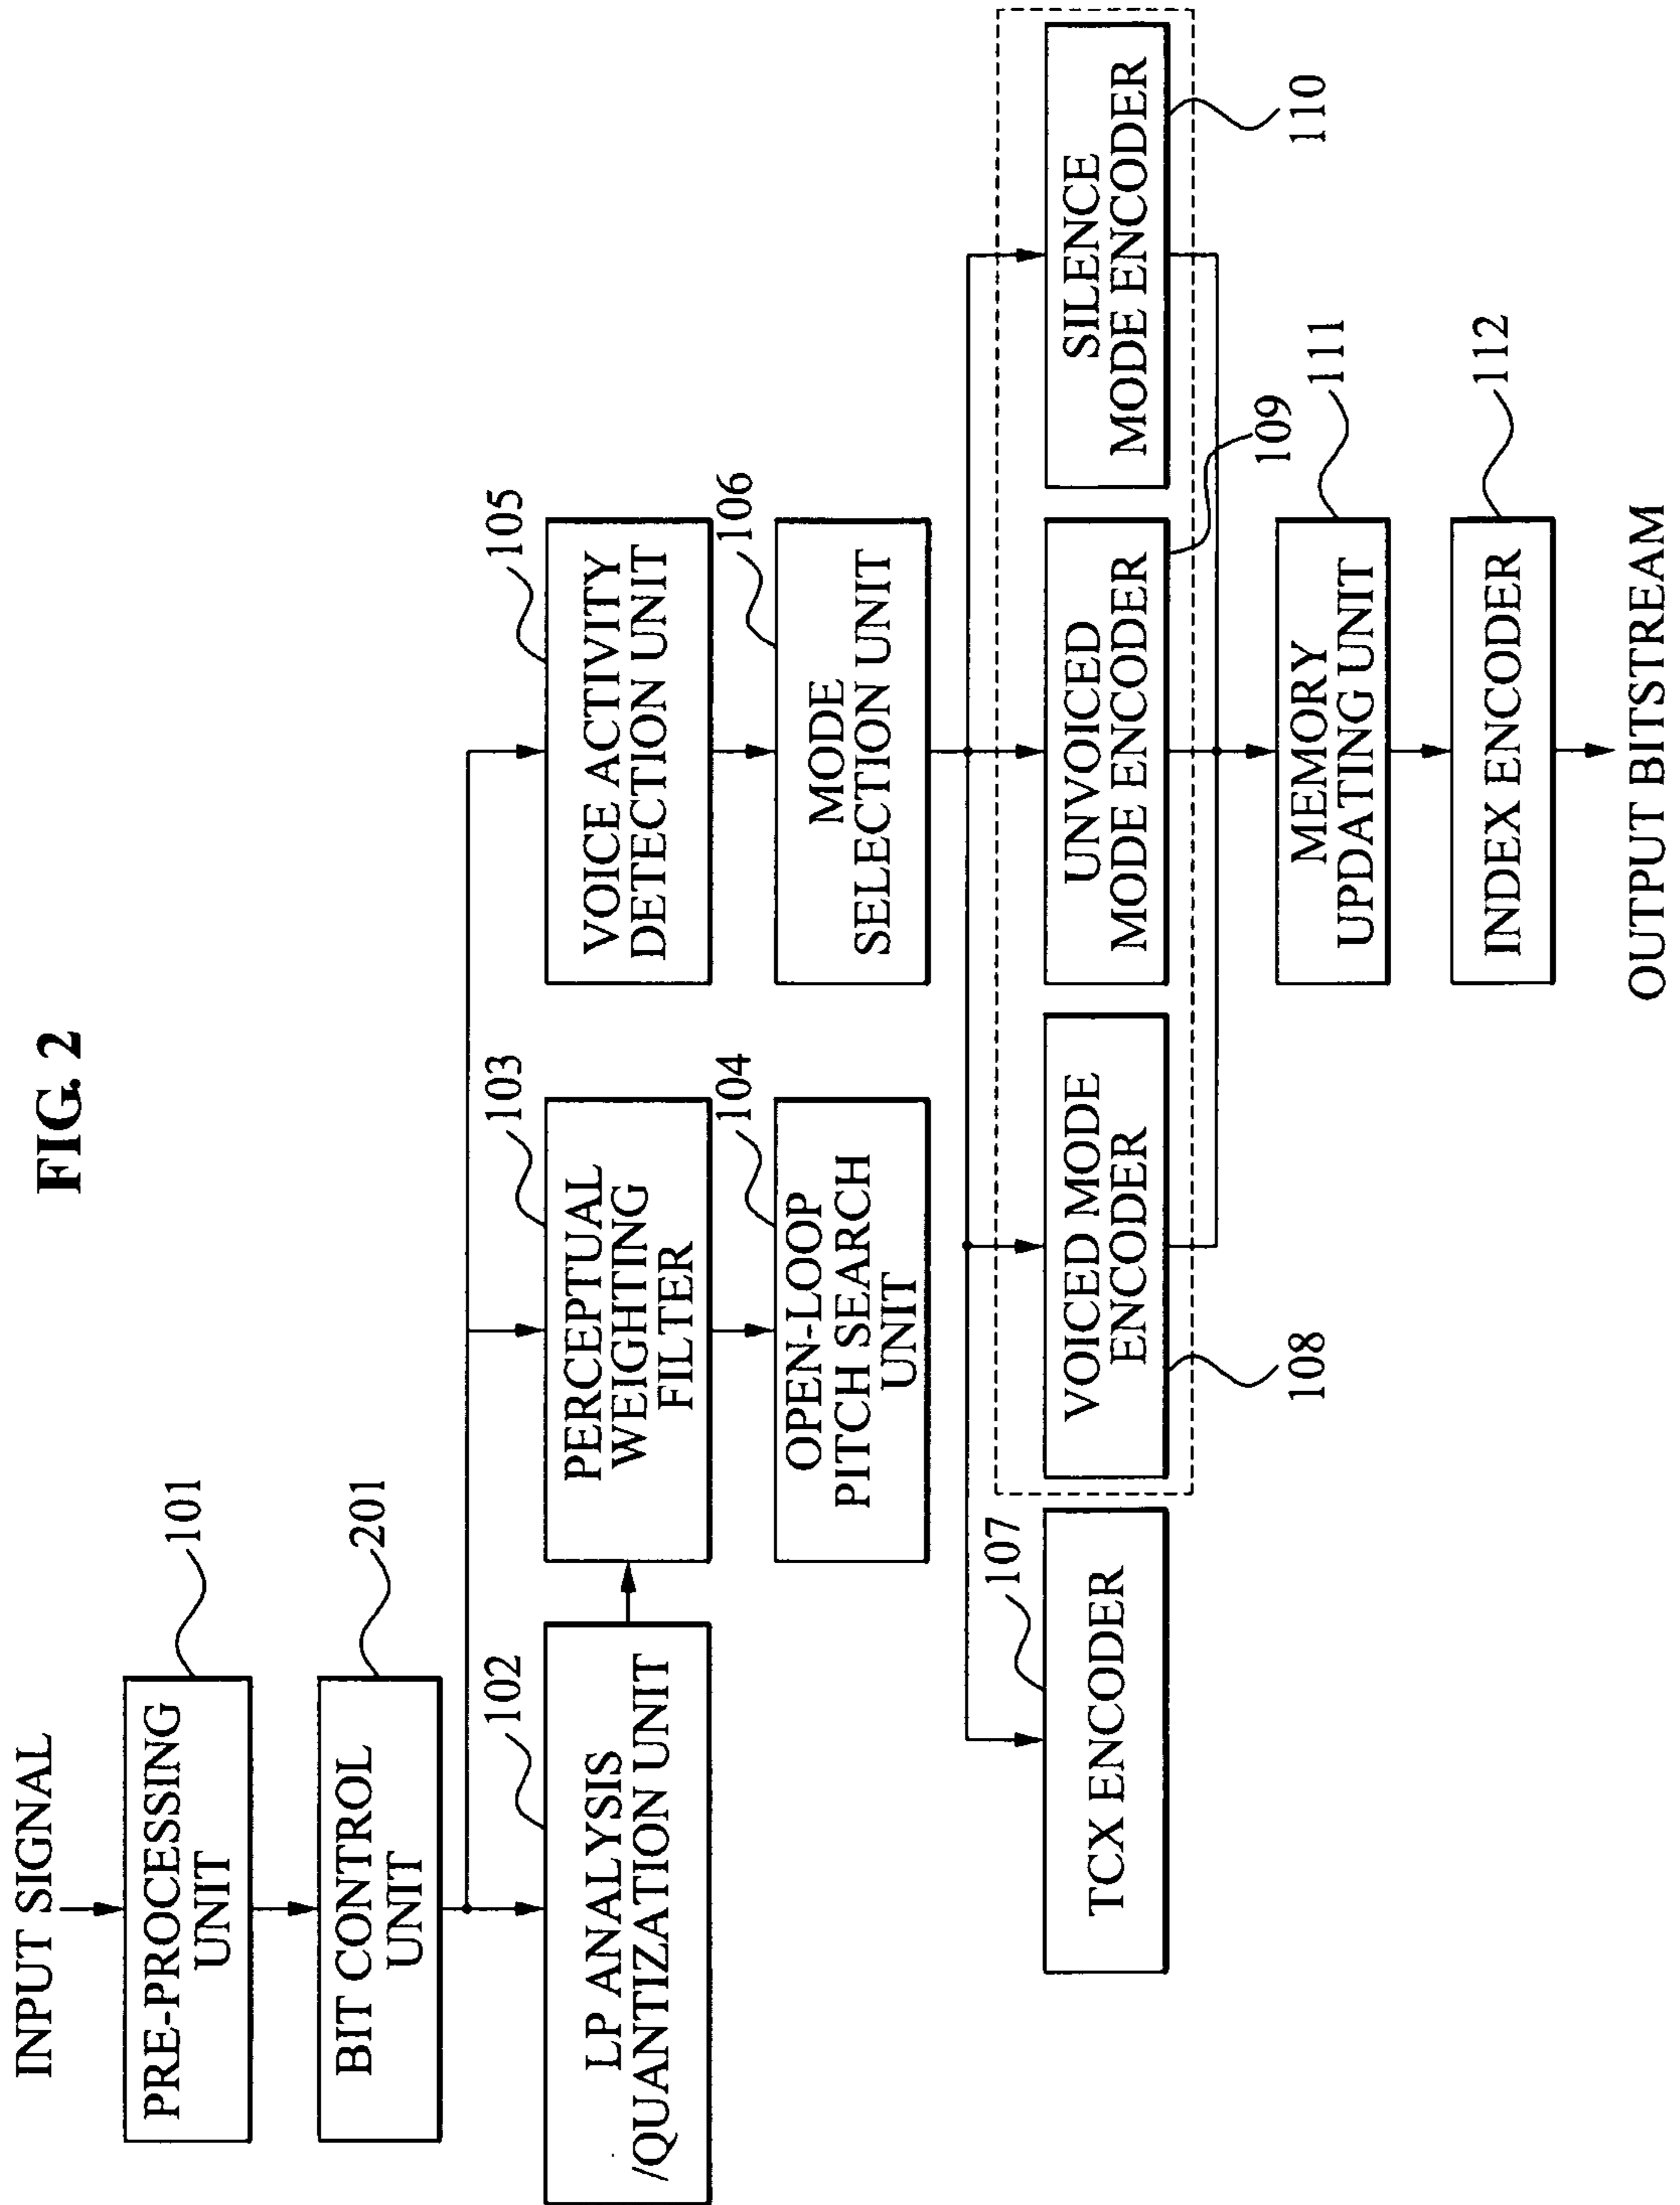 FIG. 2
INPUT SIGNAL
PRE-PROCESSING
UNIT
101
BIT CONTROL
UNIT
201
LP ANALYSIS
/QUANTIZATION UNIT
102
PERCEPTUAL
WEIGHTING
FILTER
103
VOICE ACTIVITY
DETECTION UNIT
105
OPEN-LOOP
PITCH SEARCH
UNIT
104
MODE
SELECTION UNIT
106
TCX ENCODER
107
VOICED MODE
ENCODER
108
UNVOICED
MODE ENCODER
109
SILENCE
MODE ENCODER
110
MEMORY
UPDATING UNIT
111
INDEX ENCODER
112
OUTPUT BITSTREAM